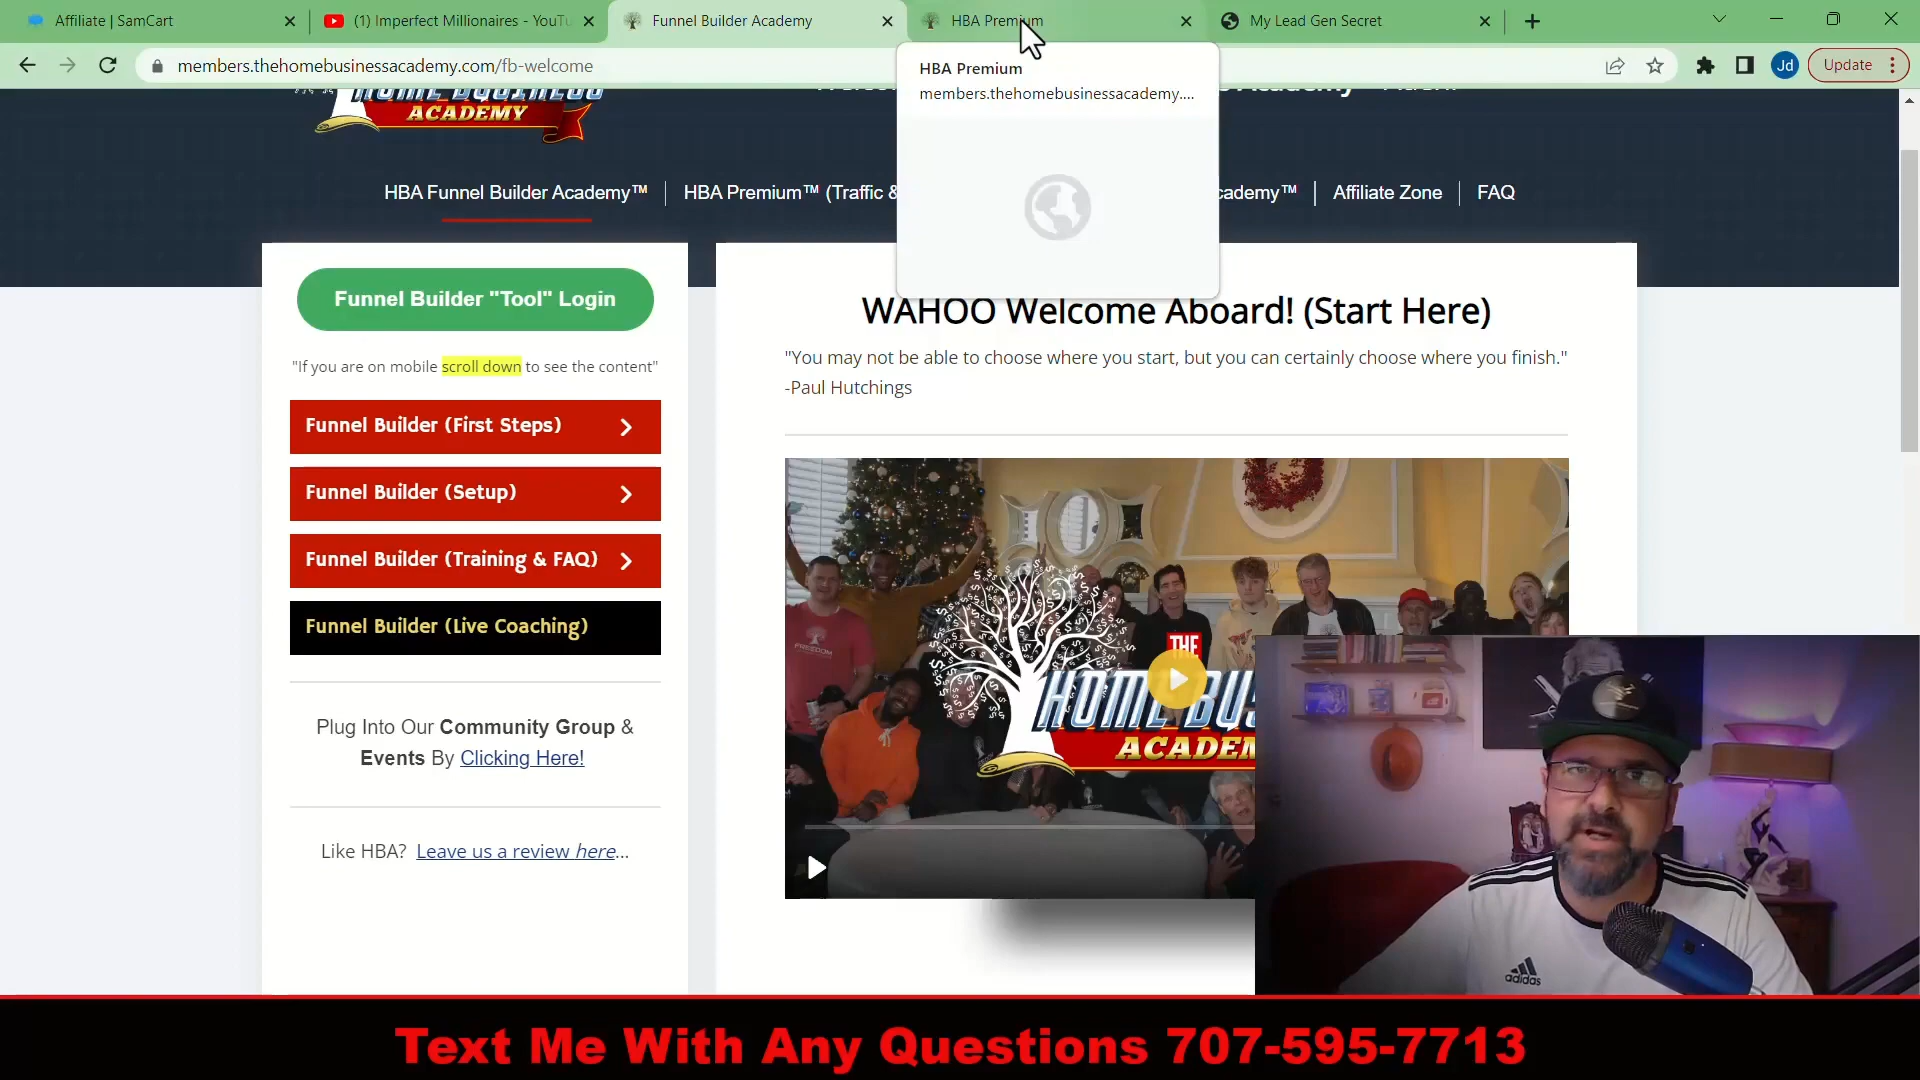 Affiliate | SamCart
(1) Imperfect Millionaires - YouTu
Funnel Builder Academy
HBA Premium
My Lead Gen Secret
members.thehomebusinessacademy.com/fb-welcome
Jd
Update
HBA Premium
members.thehomebusinessacademy....
HOME BUSINESS
ACADEMY
HBA Funnel Builder Academy™
HBA Premium™ (Traffic &
cademy™
Affiliate Zone
FAQ
Funnel Builder "Tool" Login
"If you are on mobile scroll down to see the content"
Funnel Builder (First Steps)
Funnel Builder (Setup)
Funnel Builder (Training & FAQ)
Funnel Builder (Live Coaching)
Plug Into Our Community Group &
Events By Clicking Here!
Like HBA? Leave us a review here...
WAHOO Welcome Aboard! (Start Here)
"You may not be able to choose where you start, but you can certainly choose where you finish."
-Paul Hutchings
FREEDOM
THE
HOME BUS
ACADEM
adidas
Text Me With Any Questions 707-595-7713